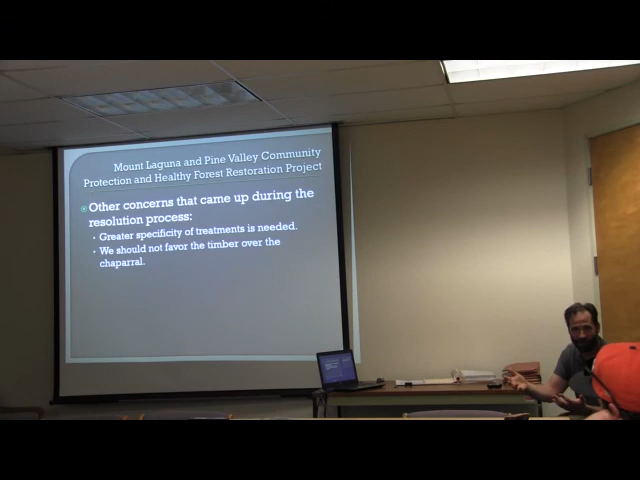 Mount Laguna and Pine Valley Community
Protection and Healthy Forest Restoration Project
Other concerns that came up during the
resolution process:
Greater specificity of treatments is needed.
We should not favor the timber over the
chaparral.